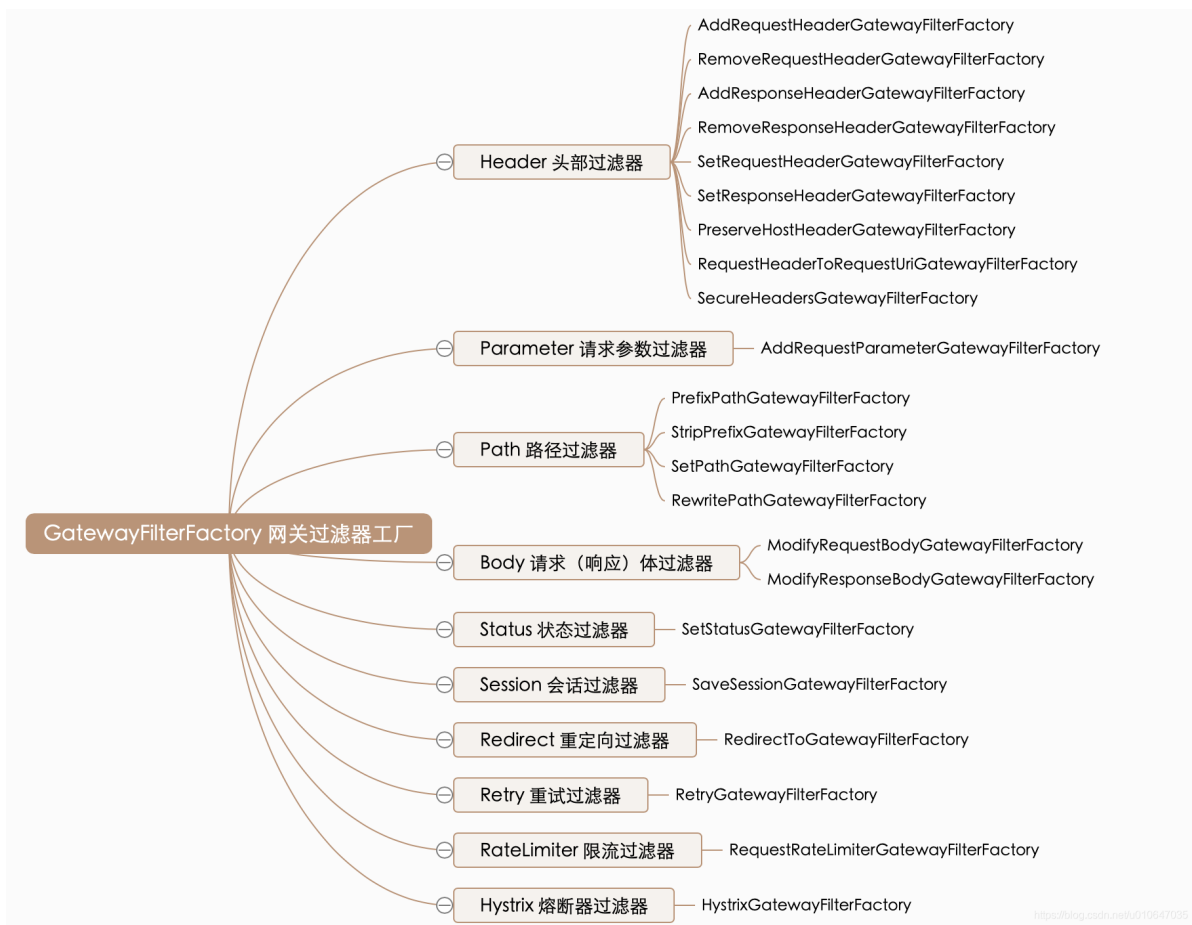 GatewayFilterFactory 网关过滤器工厂
Header 头部过滤器
AddRequestHeaderGatewayFilterFactory
RemoveRequestHeaderGatewayFilterFactory
AddResponseHeaderGatewayFilterFactory
RemoveResponseHeaderGatewayFilterFactory
SetRequestHeaderGatewayFilterFactory
SetResponseHeaderGatewayFilterFactory
PreserveHostHeaderGatewayFilterFactory
RequestHeaderToRequestUriGatewayFilterFactory
SecureHeadersGatewayFilterFactory
Parameter 请求参数过滤器
AddRequestParameterGatewayFilterFactory
Path 路径过滤器
PrefixPathGatewayFilterFactory
StripPrefixGatewayFilterFactory
SetPathGatewayFilterFactory
RewritePathGatewayFilterFactory
Body 请求（响应）体过滤器
ModifyRequestBodyGatewayFilterFactory
ModifyResponseBodyGatewayFilterFactory
Status 状态过滤器
SetStatusGatewayFilterFactory
Session 会话过滤器
SaveSessionGatewayFilterFactory
Redirect 重定向过滤器
RedirectToGatewayFilterFactory
Retry 重试过滤器
RetryGatewayFilterFactory
RateLimiter 限流过滤器
RequestRateLimiterGatewayFilterFactory
Hystrix 熔断器过滤器
HystrixGatewayFilterFactory
https://blog.csdn.net/u010647035